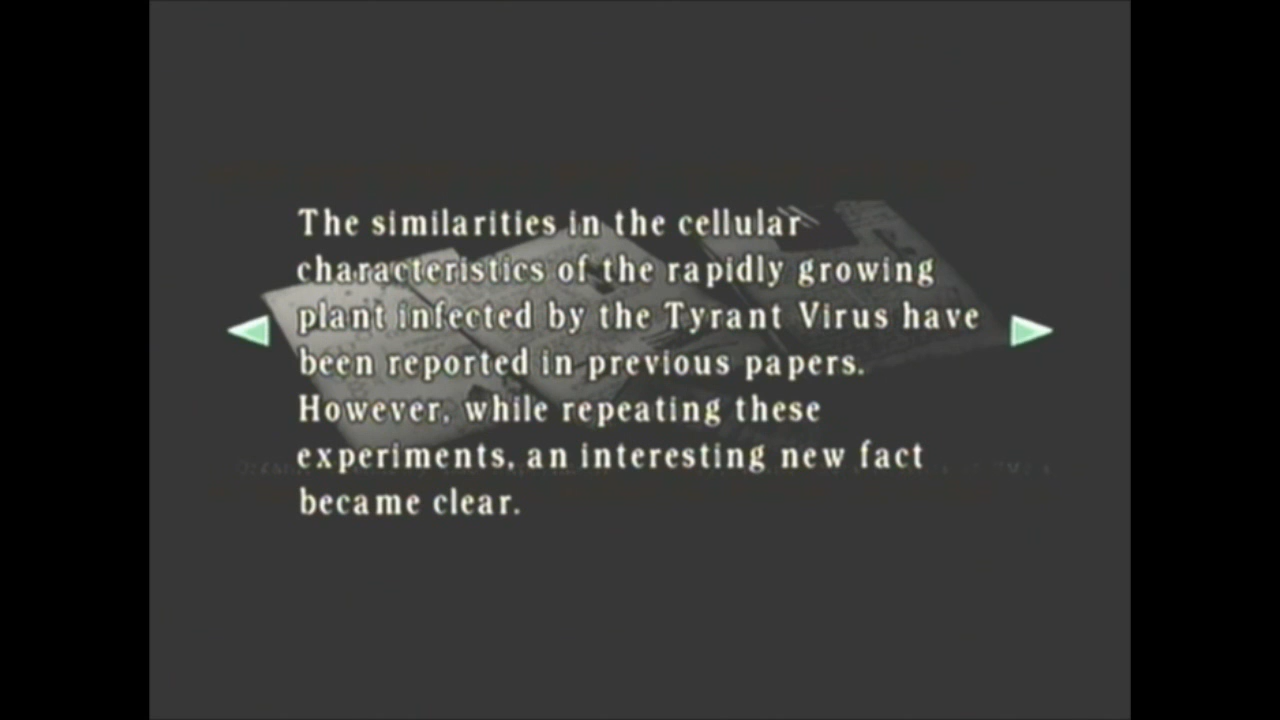 The similarities in the cellular
characteristics of the rapidly growing
plant infected by the Tyrant Virus have
been reported in previous papers.
However, while repeating these
experiments, an interesting new fact
became clear.